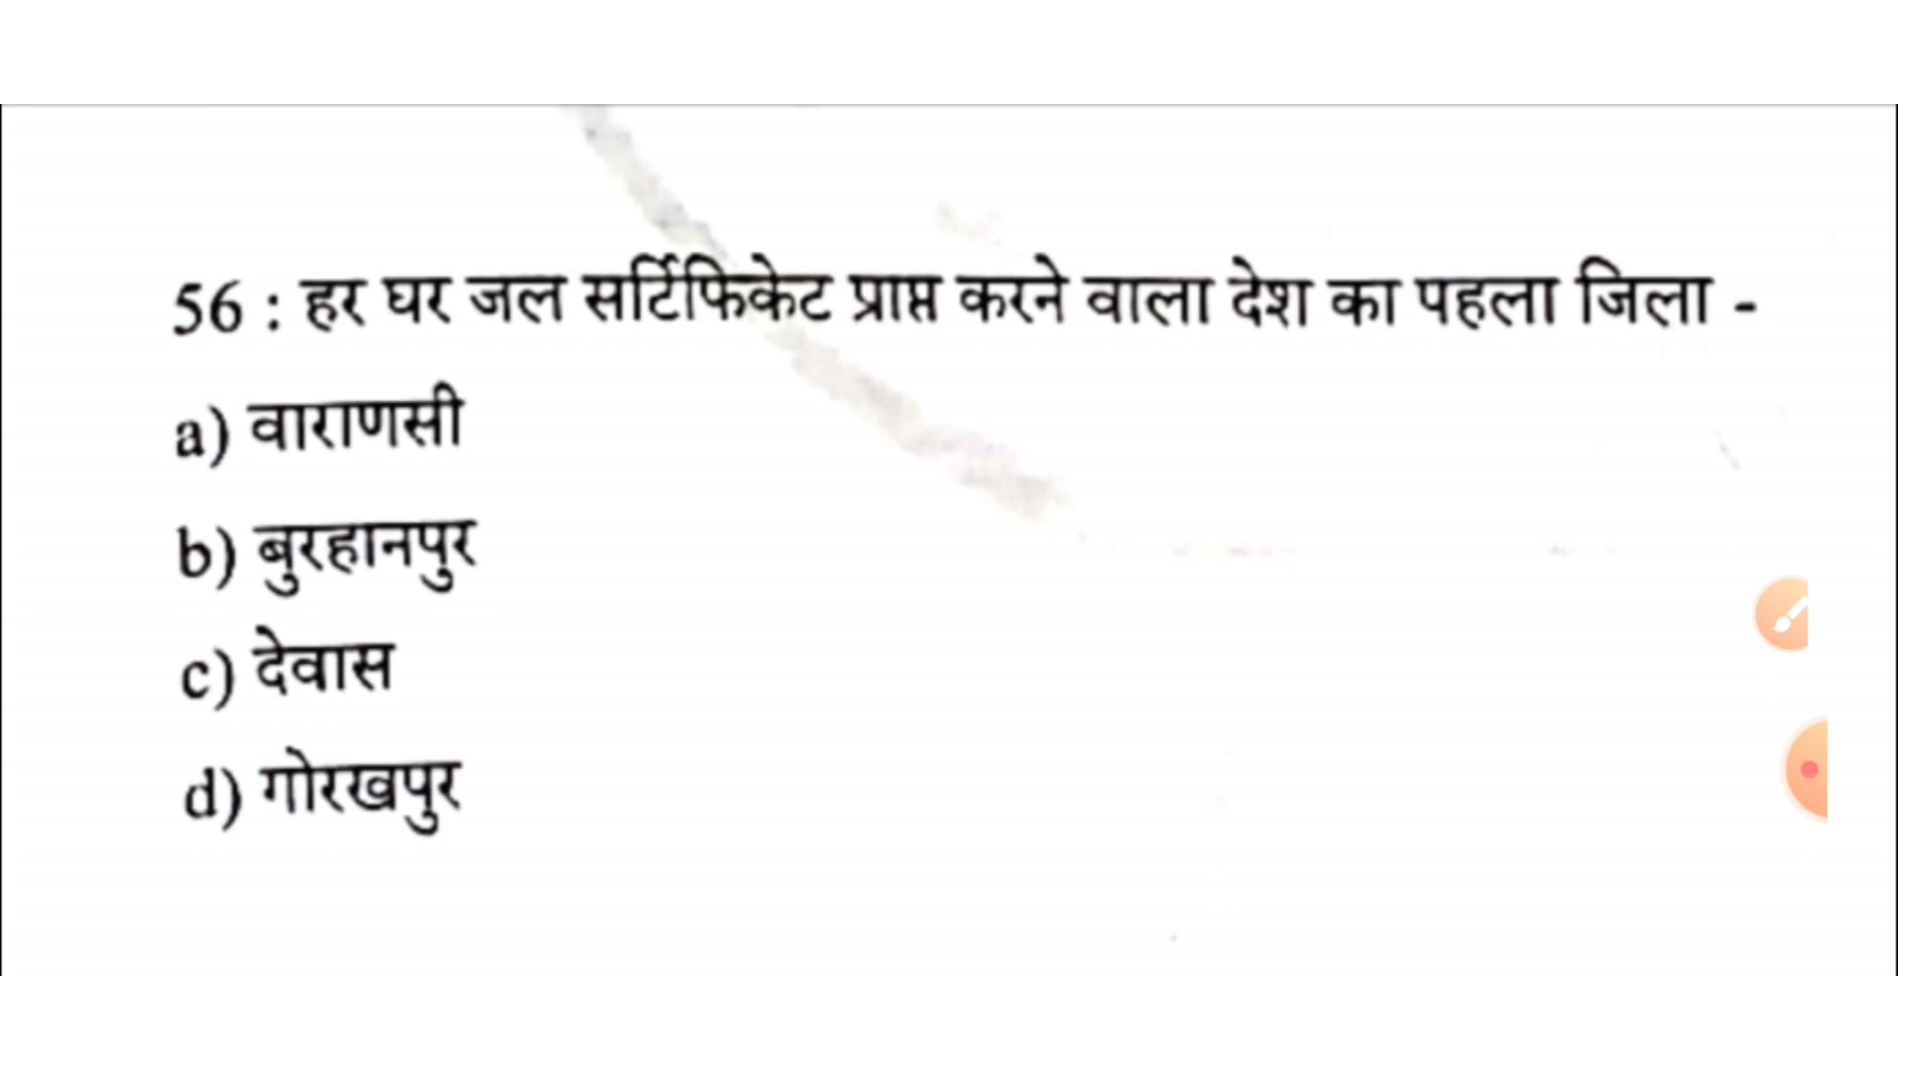 56 : हर घर जल सर्टिफिकेट प्राप्त करने वाला देश का पहला जिला -
a) वाराणसी
b) बुरहानपुर
c) देवास
d) गोरखपुर